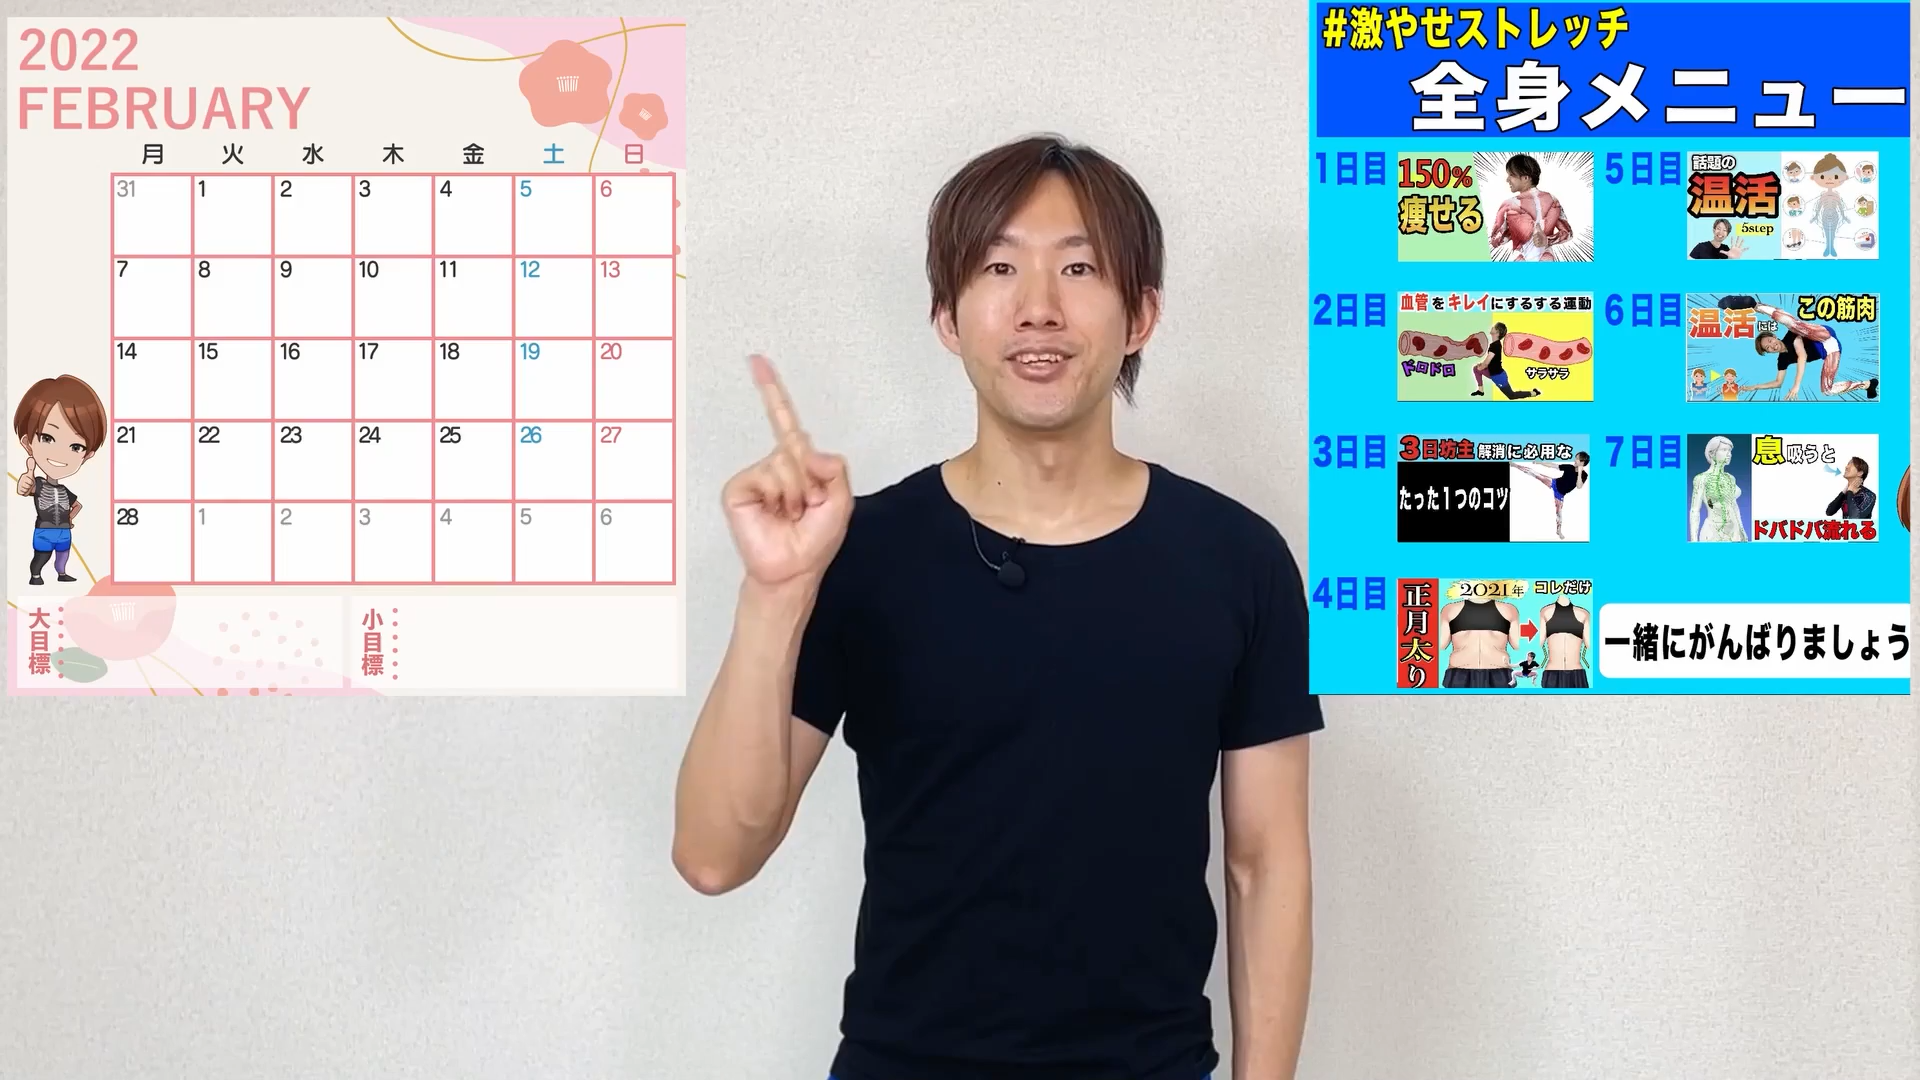 2022
FEBRUARY
月 火 水 木 金 土 日
31 1 2 3 4 5 6
7 8 9 10 11 12 13
14 15 16 17 18 19 20
21 22 23 24 25 26 27
28 1 2 3 4 5 6
大目標
小目標
#激やせストレッチ
全身メニュー
1日目
150%
痩せる
2日目
血管をキレイにするする運動
ドロドロ
サラサラ
3日目
3日坊主解消に必用な
たった1つのコツ
4日目
正月太り
2021年
コレだけ
5日目
話題の
温活
5step
6日目
この筋肉
温活には
7日目
息吸うと
ドバドバ流れる
一緒にがんばりましょう